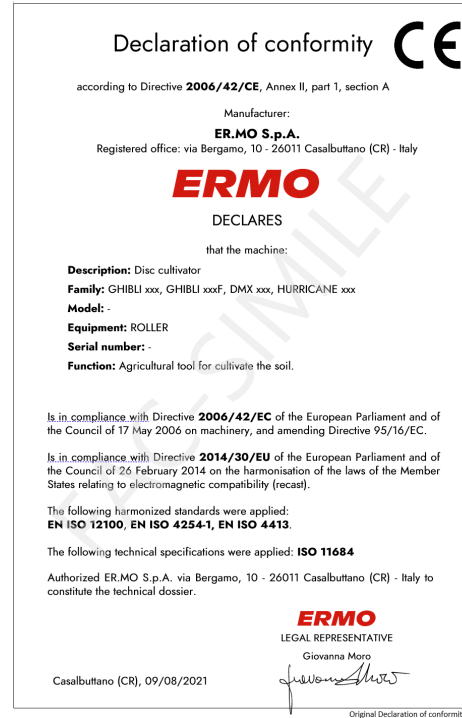 Declaration of conformity CE
according to Directive 2006/42/CE, Annex II, part 1, section A
Manufacturer:
ER.MO S.p.A.
Registered office: via Bergamo, 10 - 26011 Casalbuttano (CR) - Italy
ERMO
DECLARES
that the machine:
Description: Disc cultivator
Family: GHIBLI xxx, GHIBLI xxxF, DMX xxx, HURRICANE xxx
Model: -
Equipment: ROLLER
Serial number: -
Function: Agricultural tool for cultivate the soil.
FAC-SIMILE
Is in compliance with Directive 2006/42/EC of the European Parliament and of
the Council of 17 May 2006 on machinery, and amending Directive 95/16/EC.
Is in compliance with Directive 2014/30/EU of the European Parliament and of
the Council of 26 February 2014 on the harmonisation of the laws of the Member
States relating to electromagnetic compatibility (recast).
The following harmonized standards were applied:
EN ISO 12100, EN ISO 4254-1, EN ISO 4413.
The following technical specifications were applied: ISO 11684
Authorized ER.MO S.p.A. via Bergamo, 10 - 26011 Casalbuttano (CR) - Italy to
constitute the technical dossier.
ERMO
LEGAL REPRESENTATIVE
Giovanna Moro
Giovanna Moro
Casalbuttano (CR), 09/08/2021
Original Declaration of conformit